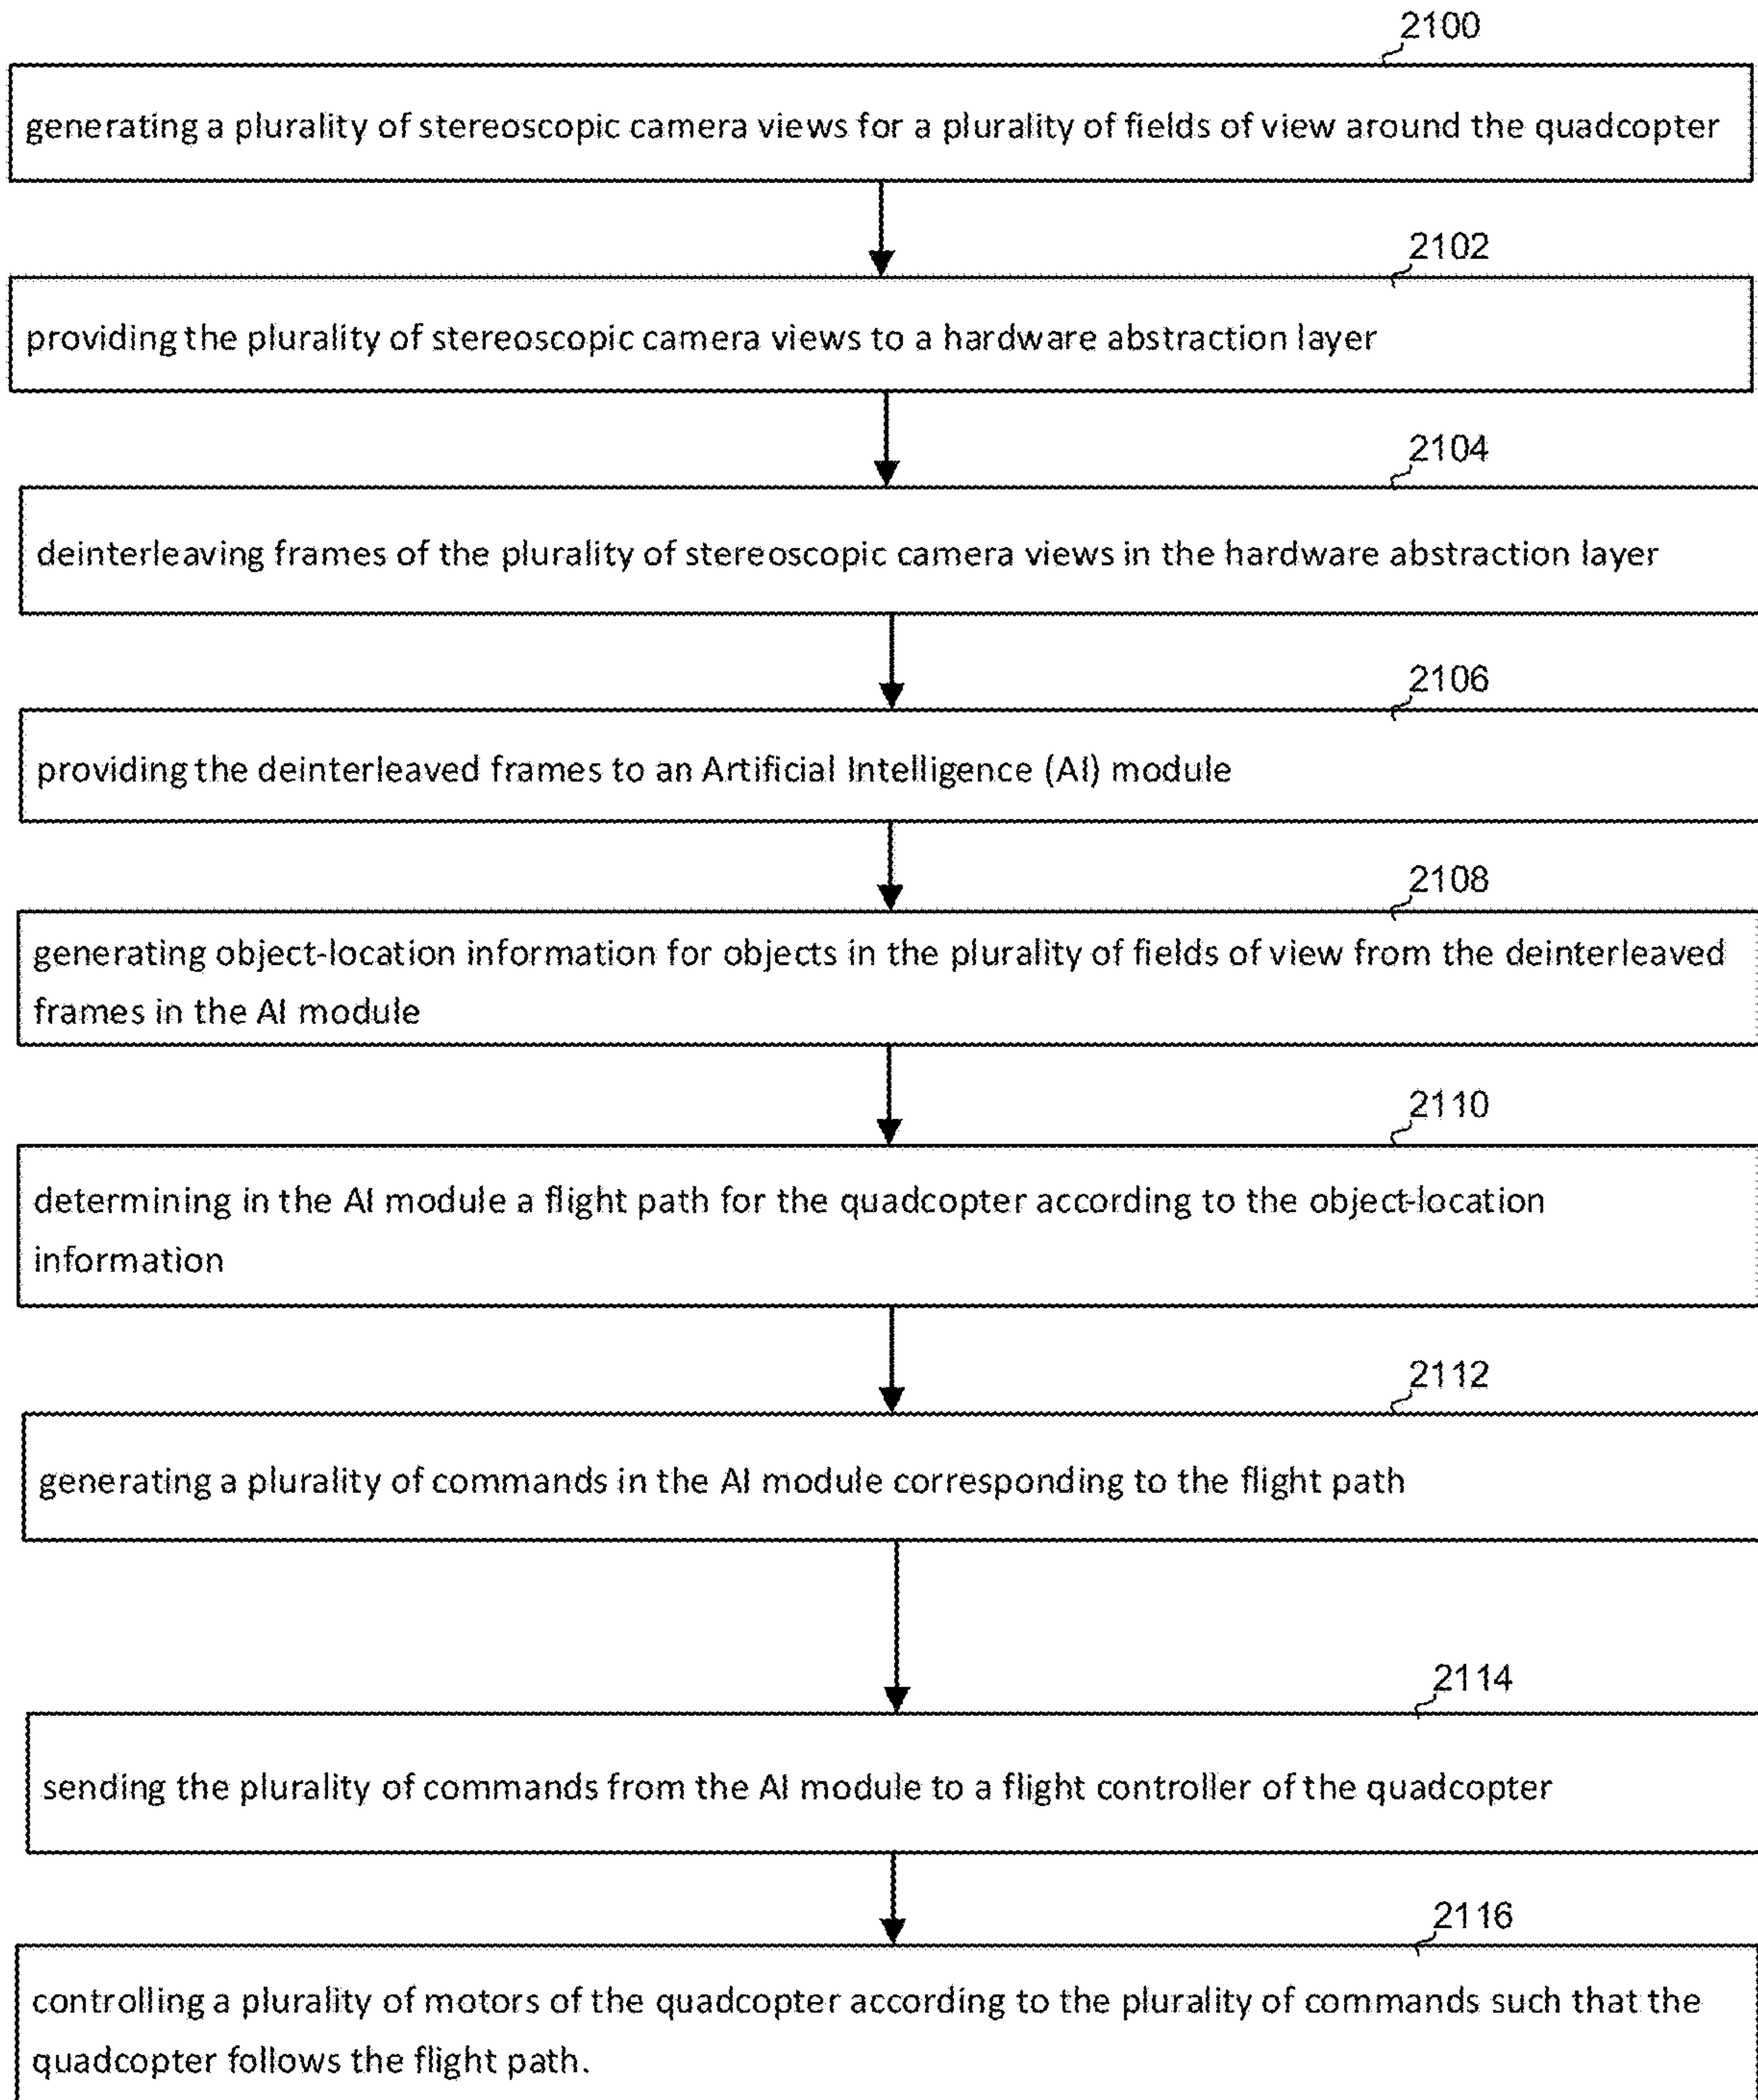 2100
generating a plurality of stereoscopic camera views for a plurality of fields of view around the quadcopter
2102
providing the plurality of stereoscopic camera views to a hardware abstraction layer
2104
deinterleaving frames of the plurality of stereoscopic camera views in the hardware abstraction layer
2106
providing the deinterleaved frames to an Artificial Intelligence (AI) module
2108
generating object-location information for objects in the plurality of fields of view from the deinterleaved
frames in the AI module
2110
determining in the AI module a flight path for the quadcopter according to the object-location
information
2112
generating a plurality of commands in the AI module corresponding to the flight path
2114
sending the plurality of commands from the AI module to a flight controller of the quadcopter
2116
controlling a plurality of motors of the quadcopter according to the plurality of commands such that the
quadcopter follows the flight path.